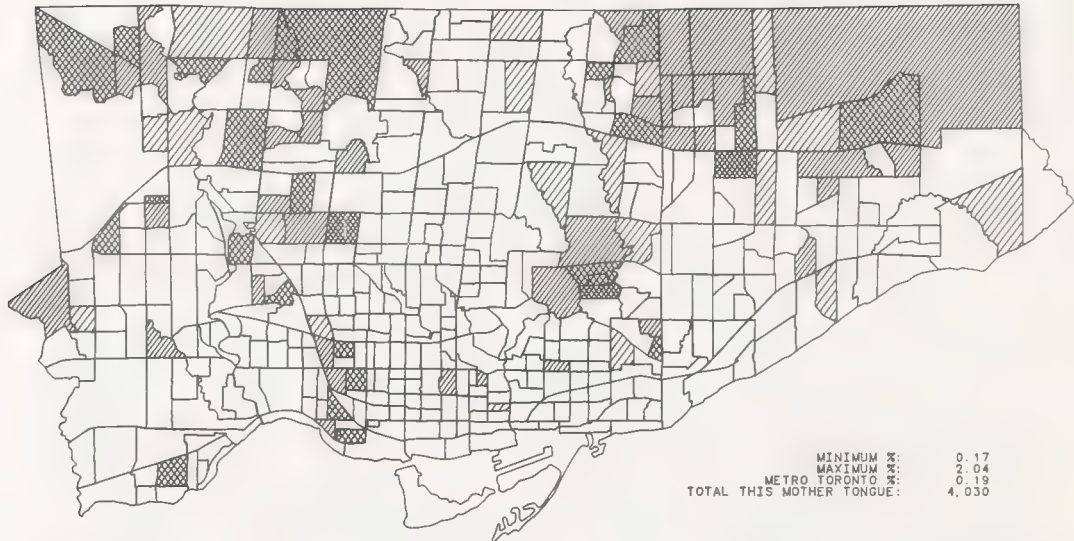 MINIMUM %: 0.17
MAXIMUM %: 2.04
METRO TORONTO %: 0.19
TOTAL THIS MOTHER TONGUE: 4,030